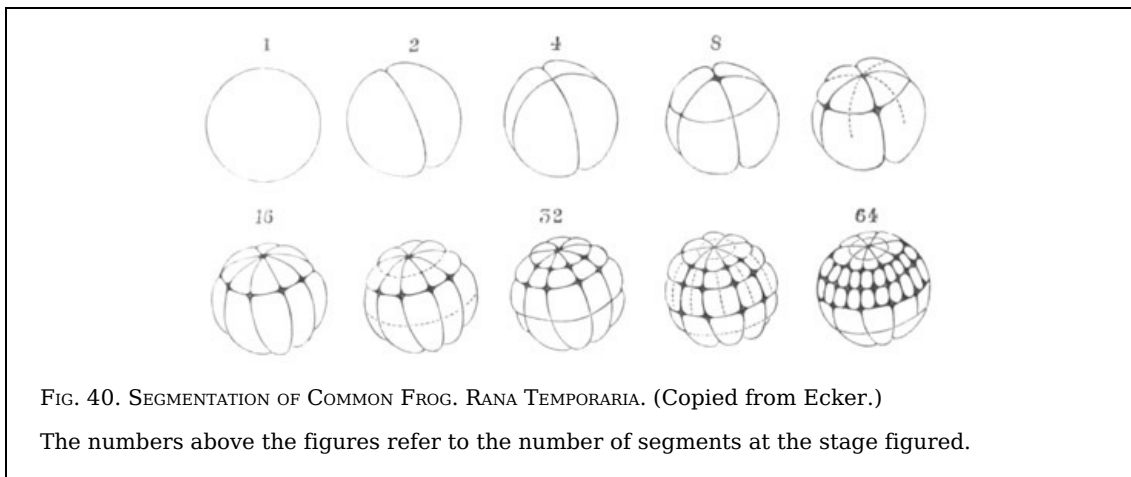 1 2 4 8
16 32 64
FIG. 40. SEGMENTATION OF COMMON FROG. RANA TEMPORARIA. (Copied from Ecker.)
The numbers above the figures refer to the number of segments at the stage figured.